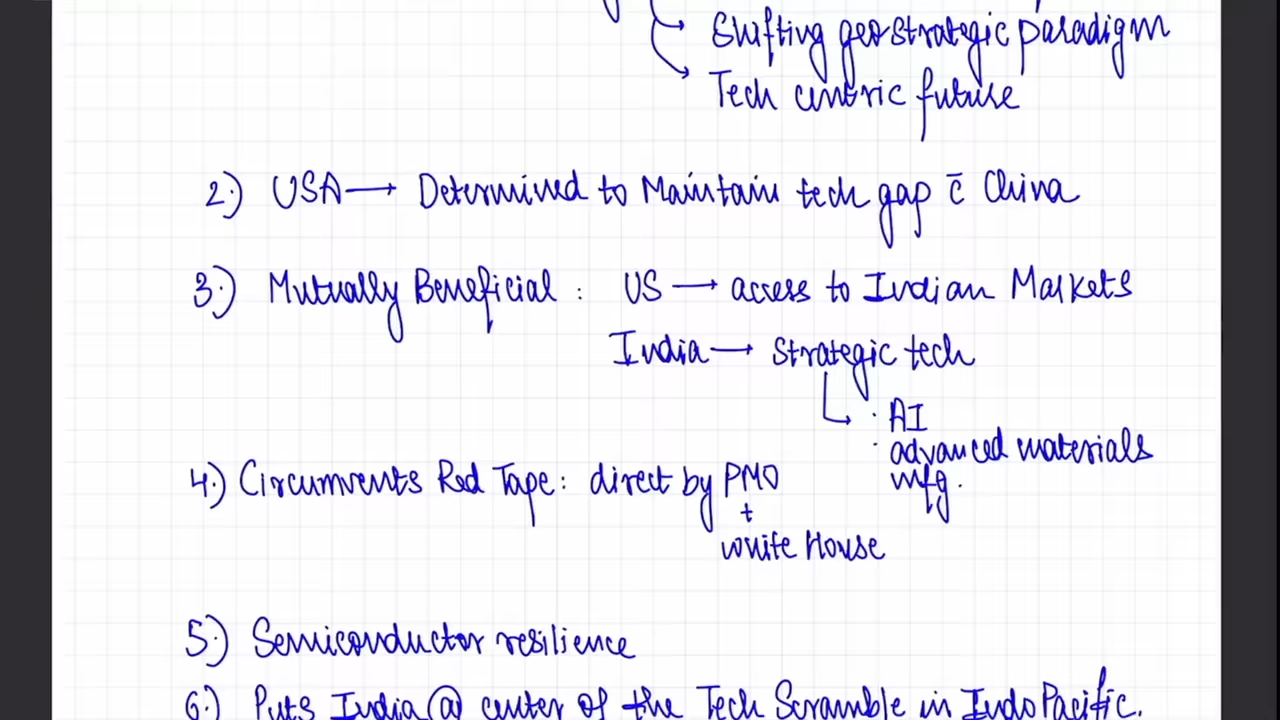 → Shifting geostrategic paradigm
→ Tech centric future
2.) USA → Determined to Maintain tech gap c̄ China
3.) Mutually Beneficial : US → access to Indian Markets
India → Strategic tech
↳ · AI
· advanced materials
4.) Circumvents Red Tape : direct by PMO
mfg.
+
White House
5.) Semiconductor resilience
6.) Puts India @ center of the Tech Scramble in IndoPacific.